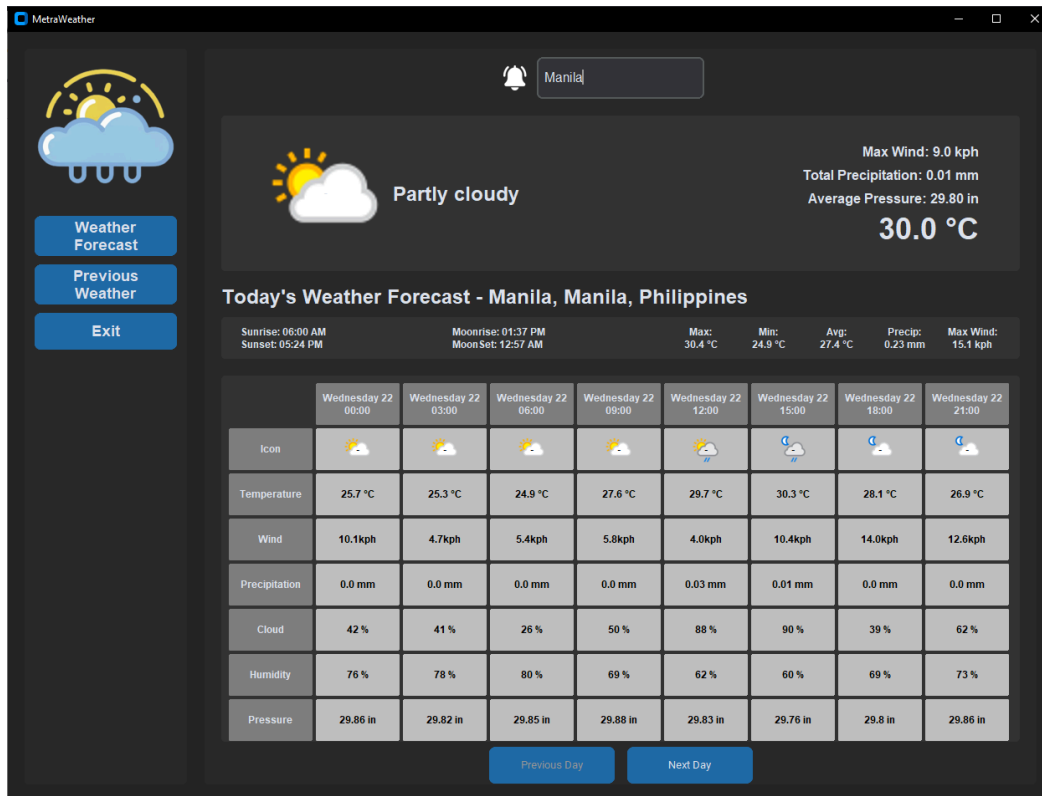 MetraWeather
Manila
Weather
Forecast
Previous
Weather
Exit
Partly cloudy
Max Wind: 9.0 kph
Total Precipitation: 0.01 mm
Average Pressure: 29.80 in
30.0 °C
Today's Weather Forecast - Manila, Manila, Philippines
Sunrise: 06:00 AM Moonrise: 01:37 PM Max: Min: Avg: Precip: Max Wind:
Sunset: 05:24 PM MoonSet: 12:57 AM 30.4 °C 24.9 °C 27.4 °C 0.23 mm 15.1 kph
Wednesday 22 Wednesday 22 Wednesday 22 Wednesday 22 Wednesday 22 Wednesday 22 Wednesday 22 Wednesday 22
00:00 03:00 06:00 09:00 12:00 15:00 18:00 21:00
Icon - - - - - - - -
Temperature 25.7 °C 25.3 °C 24.9 °C 27.6 °C 29.7 °C 30.3 °C 28.1 °C 26.9 °C
Wind 10.1kph 4.7kph 5.4kph 5.8kph 4.0kph 10.4kph 14.0kph 12.6kph
Precipitation 0.0 mm 0.0 mm 0.0 mm 0.0 mm 0.03 mm 0.01 mm 0.0 mm 0.0 mm
Cloud 42 % 41 % 26 % 50 % 88 % 90 % 39 % 62 %
Humidity 76 % 78 % 80 % 69 % 62 % 60 % 69 % 73 %
Pressure 29.86 in 29.82 in 29.85 in 29.88 in 29.83 in 29.76 in 29.8 in 29.86 in
Previous Day Next Day